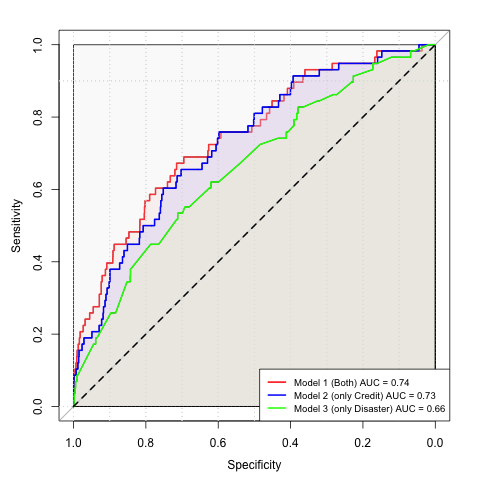 1.0
0.8
0.6
0.4
0.2
0.0
Sensitivity
Model 1 (Both) AUC = 0.74
Model 2 (only Credit) AUC = 0.73
Model 3 (only Disaster) AUC = 0.66
1.0 0.8 0.6 0.4 0.2 0.0
Specificity